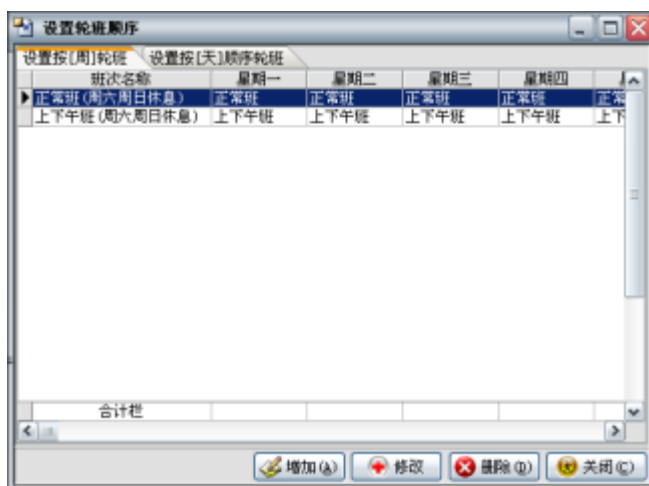 设置轮班顺序
设置按[周]轮班 设置按[天]顺序轮班
班次名称 星期一 星期二 星期三 星期四
正常班(周六周日休息) 正常班 正常班 正常班 正常班 正常
上下午班(周六周日休息) 上下午班 上下午班 上下午班 上下午班 上下
合计栏
增加(A) 修改 删除(D) 关闭(C)